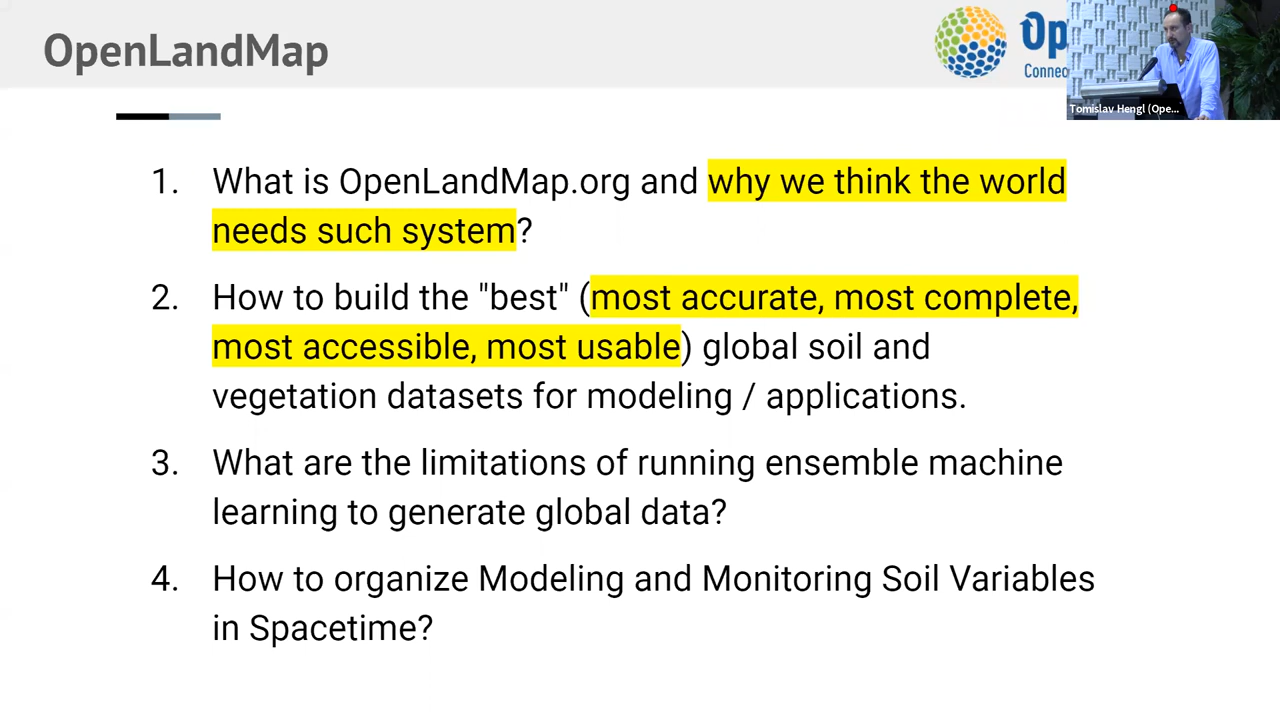 OpenLandMap
Op
Connec
Tomislav Hengl (Ope...
1. What is OpenLandMap.org and why we think the world
needs such system?
2. How to build the "best" (most accurate, most complete,
most accessible, most usable) global soil and
vegetation datasets for modeling / applications.
3. What are the limitations of running ensemble machine
learning to generate global data?
4. How to organize Modeling and Monitoring Soil Variables
in Spacetime?